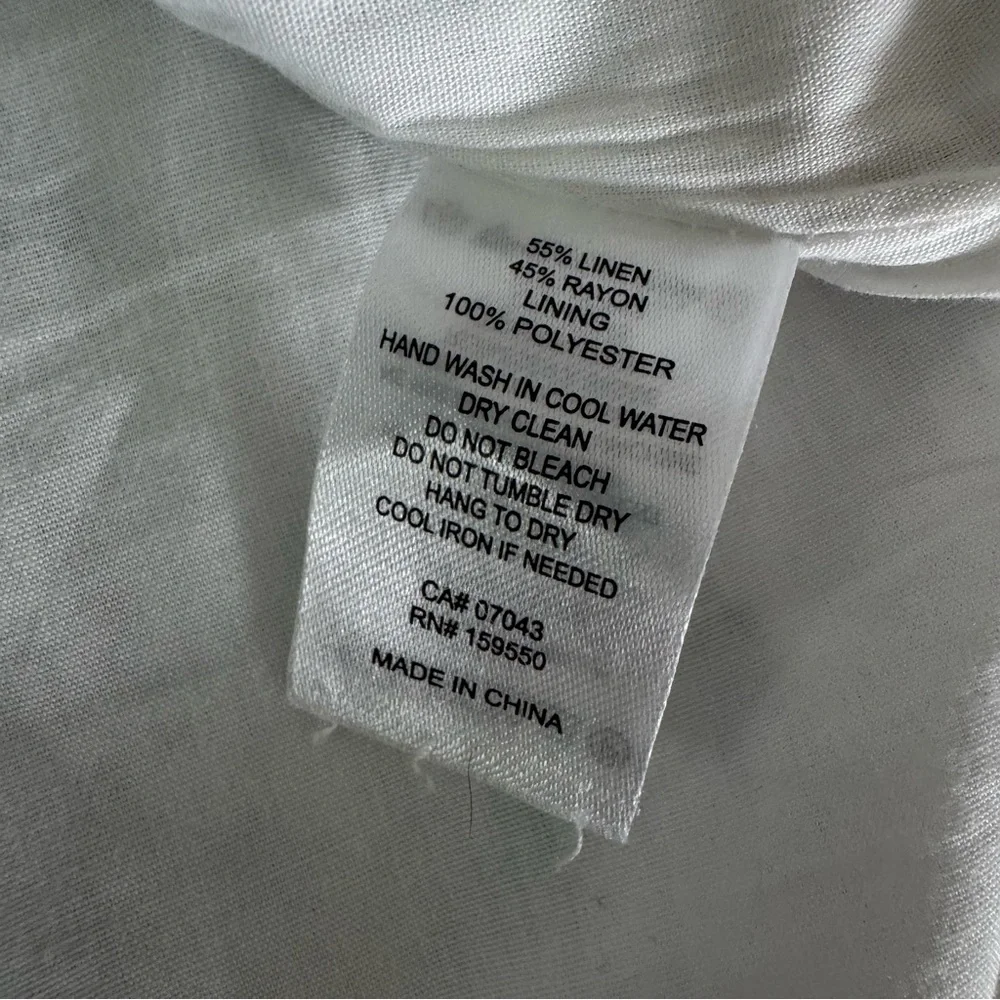 55% LINEN
45% RAYON
LINING
100% POLYESTER
HAND WASH IN COOL WATER
DRY CLEAN
DO NOT BLEACH
DO NOT TUMBLE DRY
HANG TO DRY
COOL IRON IF NEEDED
CA# 07043
RN# 159550
MADE IN CHINA